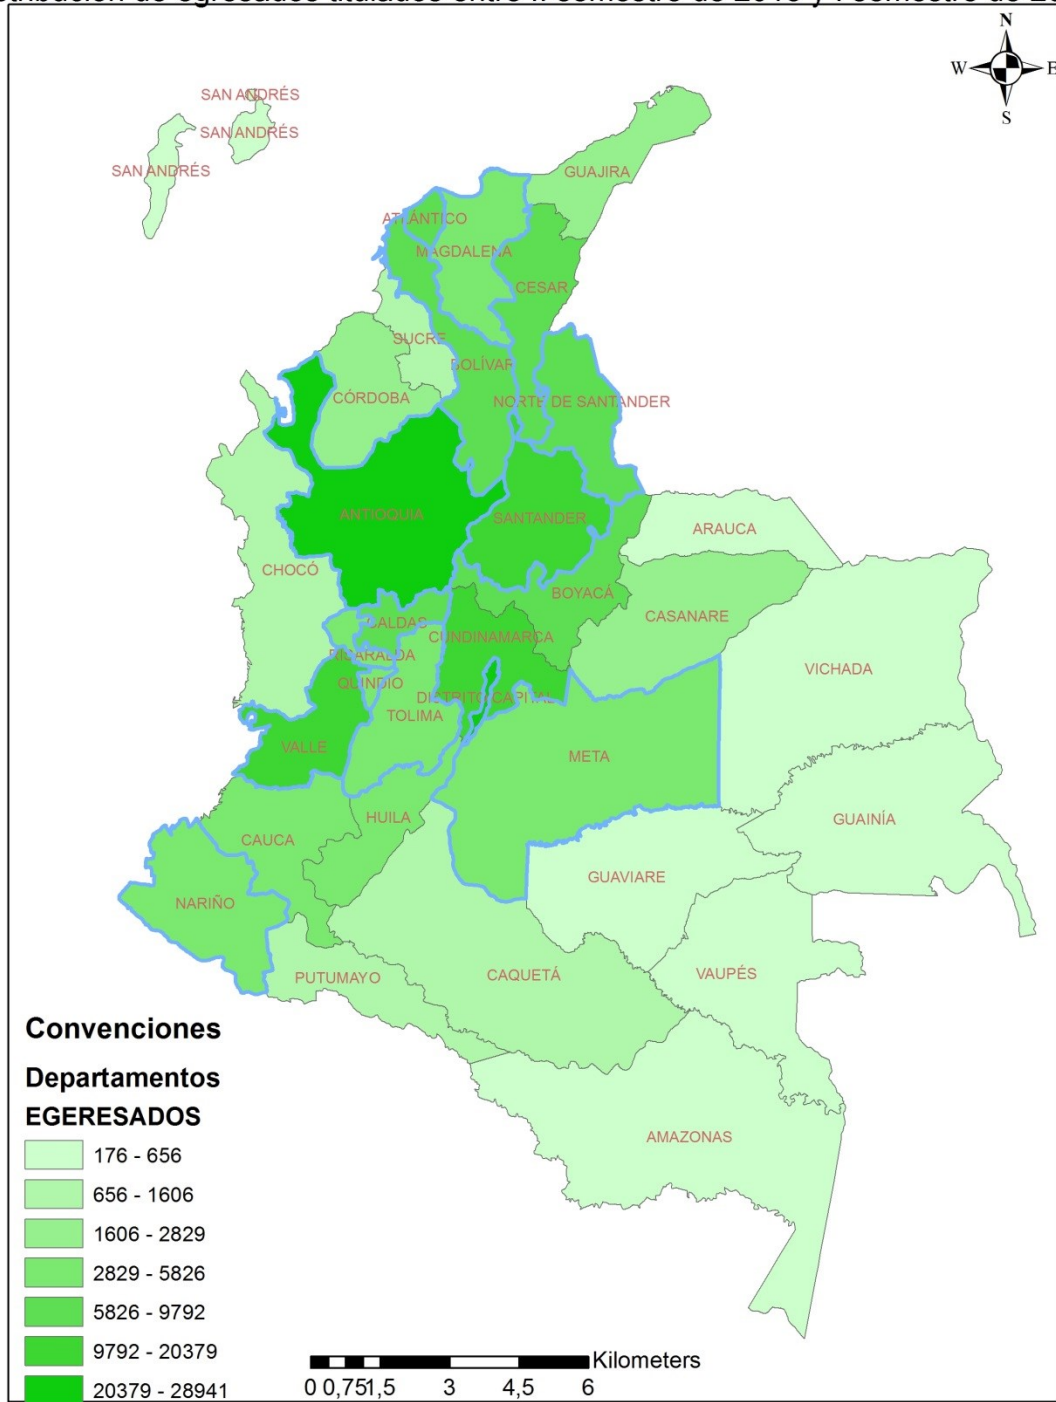 tribución de egresados titulados entre II semestre de 2015 y I semestre de 20
N
W E
S
SAN ANDRÉS
SAN ANDRÉS
SAN ANDRÉS
GUAJIRA
ATLÁNTICO
MAGDALENA
CESAR
SUCRE
BOLÍVAR
CÓRDOBA
NORTE DE SANTANDER
ANTIOQUIA
SANTANDER
ARAUCA
CHOCÓ
BOYACÁ
CASANARE
CALDAS
CUNDINAMARCA
RISARALDA
VICHADA
QUINDIO
DISTRITO CAPITAL
TOLIMA
VALLE
META
HUILA
GUAINÍA
CAUCA
GUAVIARE
NARIÑO
VAUPÉS
PUTUMAYO
CAQUETÁ
AMAZONAS
Convenciones
Departamentos
EGERESADOS
176 - 656
656 - 1606
1606 - 2829
2829 - 5826
5826 - 9792
9792 - 20379
20379 - 28941
Kilometers
0 0,75 1,5 3 4,5 6